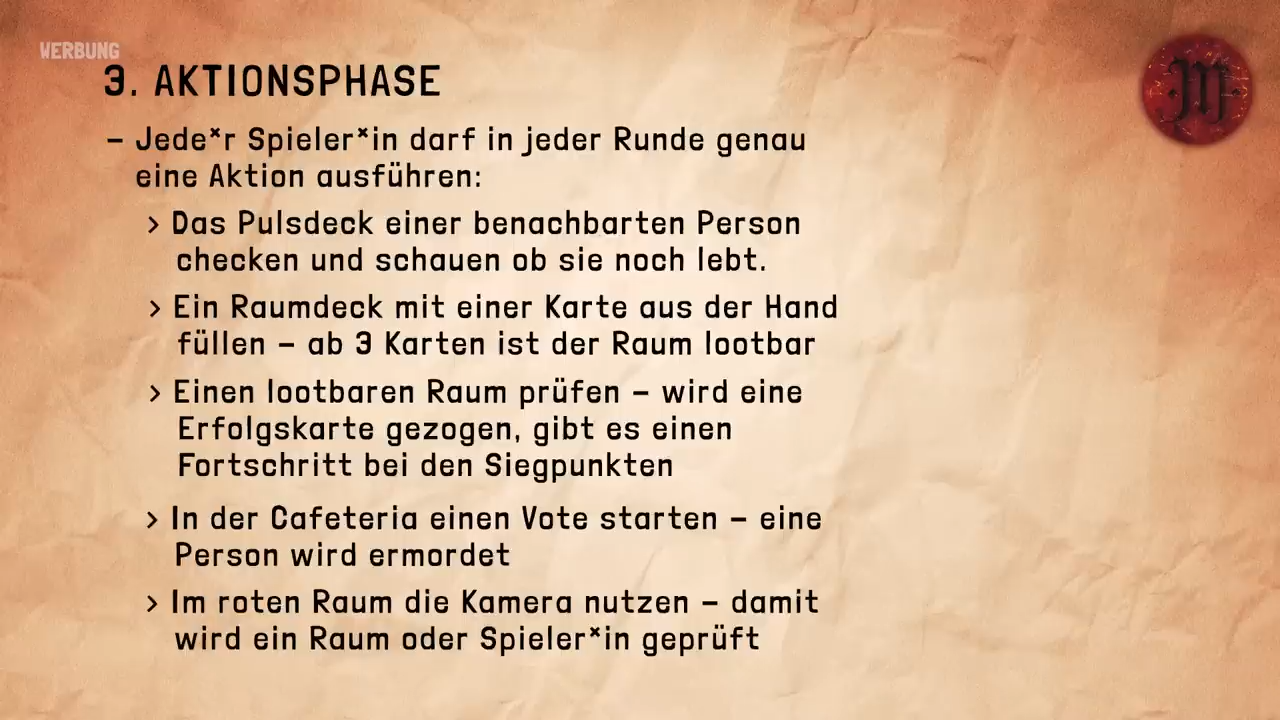 WERBUNG
3. AKTIONSPHASE
– Jede*r Spieler*in darf in jeder Runde genau
eine Aktion ausführen:
> Das Pulsdeck einer benachbarten Person
checken und schauen ob sie noch lebt.
> Ein Raumdeck mit einer Karte aus der Hand
füllen – ab 3 Karten ist der Raum lootbar
> Einen lootbaren Raum prüfen – wird eine
Erfolgskarte gezogen, gibt es einen
Fortschritt bei den Siegpunkten
> In der Cafeteria einen Vote starten – eine
Person wird ermordet
> Im roten Raum die Kamera nutzen – damit
wird ein Raum oder Spieler*in geprüft
M